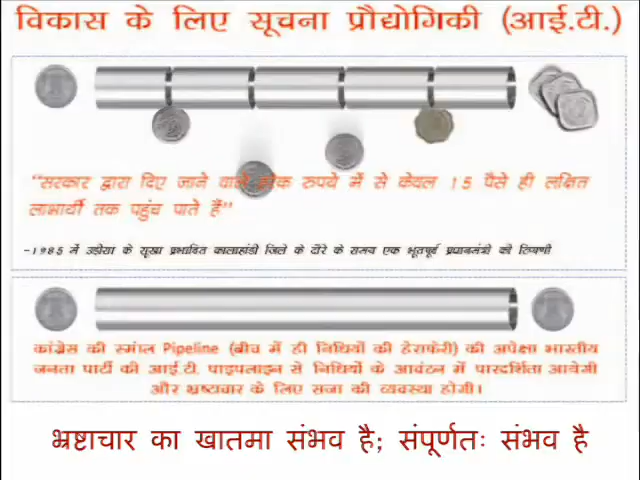 विकास के लिए सूचना प्रौद्योगिकी (आई.टी.)
"सरकार द्वारा दिए जाने वाले हरेक रुपये में से केवल 15 पैसे ही लक्षित
लाभार्थी तक पहुंच पाते हैं"
-1985 में उड़ीसा के सूखा प्रभावित कालाहांडी जिले के दौरे के समय एक भूतपूर्व प्रधानमंत्री की टिप्पणी
कांग्रेस की स्मॉल Pipeline (बीच में ही निधियों की हेराफेरी) की अपेक्षा भारतीय
जनता पार्टी की आई.टी. पाइपलाइन से निधियों के आवंटन में पारदर्शिता आयेगी
और भ्रष्टाचार के लिए सजा की व्यवस्था होगी।
भ्रष्टाचार का खातमा संभव है; संपूर्णतः संभव है